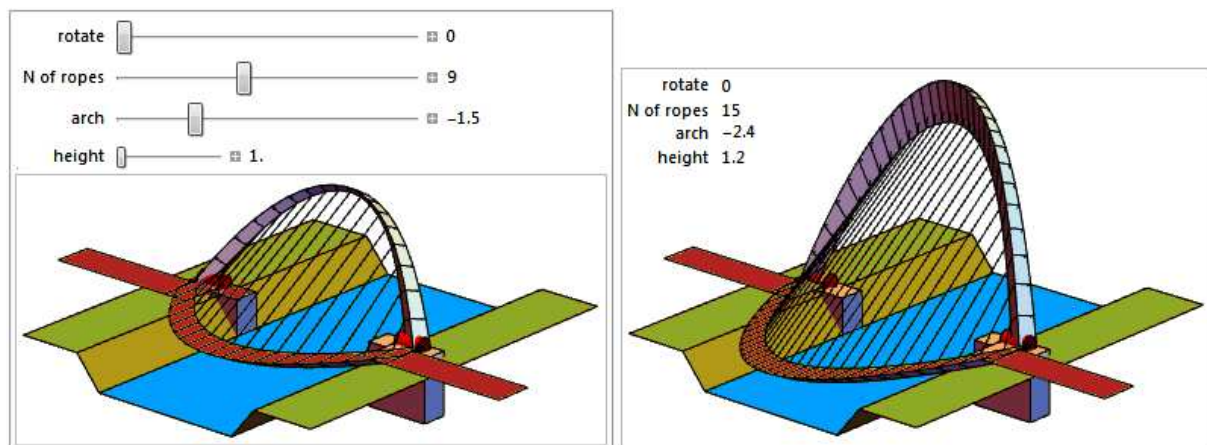 rotate 0
N of ropes 9
arch −1.5
height 1.
rotate 0
N of ropes 15
arch −2.4
height 1.2